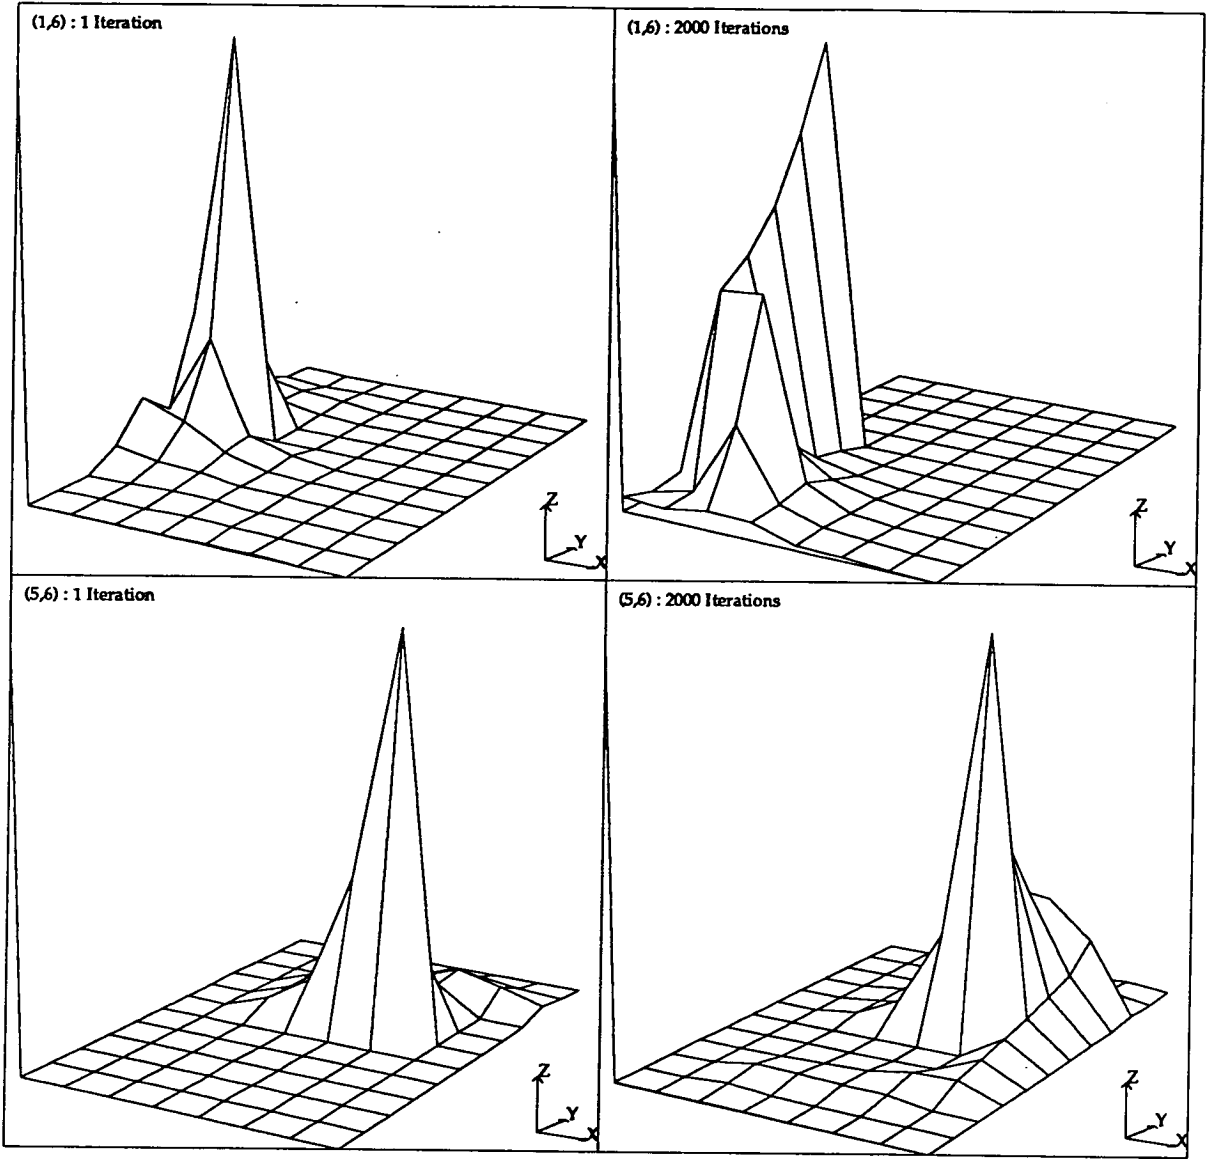 (1,6) : 1 Iteration
(1,6) : 2000 Iterations
Z
Y
X
Z
Y
X
(5,6) : 1 Iteration
(5,6) : 2000 Iterations
Z
Y
X
Z
Y
X